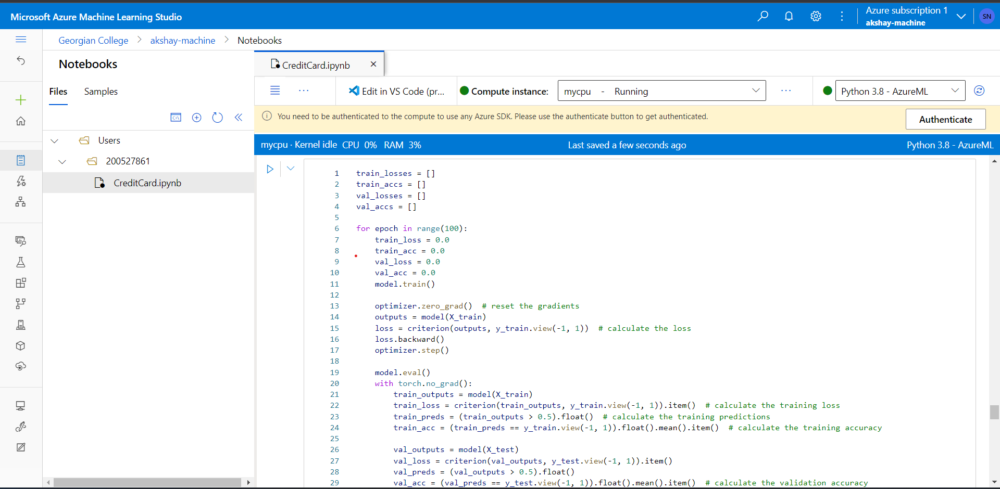 Microsoft Azure Machine Learning Studio
Azure subscription 1
akshay-machine
SN
Georgian College > akshay-machine > Notebooks
Notebooks
CreditCard.ipynb
Files Samples
Edit in VS Code (pr...
Compute instance:
mycpu - Running
Python 3.8 - AzureML
You need to be authenticated to the compute to use any Azure SDK. Please use the authenticate button to get authenticated.
Authenticate
Users
200527861
CreditCard.ipynb
mycpu · Kernel idle CPU 0% RAM 3%
Last saved a few seconds ago
Python 3.8 - AzureML
1 train_losses = []
2 train_accs = []
3 val_losses = []
4 val_accs = []
5
6 for epoch in range(100):
7 train_loss = 0.0
8 train_acc = 0.0
9 val_loss = 0.0
10 val_acc = 0.0
11 model.train()
12
13 optimizer.zero_grad() # reset the gradients
14 outputs = model(X_train)
15 loss = criterion(outputs, y_train.view(-1, 1)) # calculate the loss
16 loss.backward()
17 optimizer.step()
18
19 model.eval()
20 with torch.no_grad():
21 train_outputs = model(X_train)
22 train_loss = criterion(train_outputs, y_train.view(-1, 1)).item() # calculate the training loss
23 train_preds = (train_outputs > 0.5).float() # calculate the training predictions
24 train_acc = (train_preds == y_train.view(-1, 1)).float().mean().item() # calculate the training accuracy
25
26 val_outputs = model(X_test)
27 val_loss = criterion(val_outputs, y_test.view(-1, 1)).item()
28 val_preds = (val_outputs > 0.5).float()
29 val_acc = (val_preds == y_test.view(-1, 1)).float().mean().item() # calculate the validation accuracy